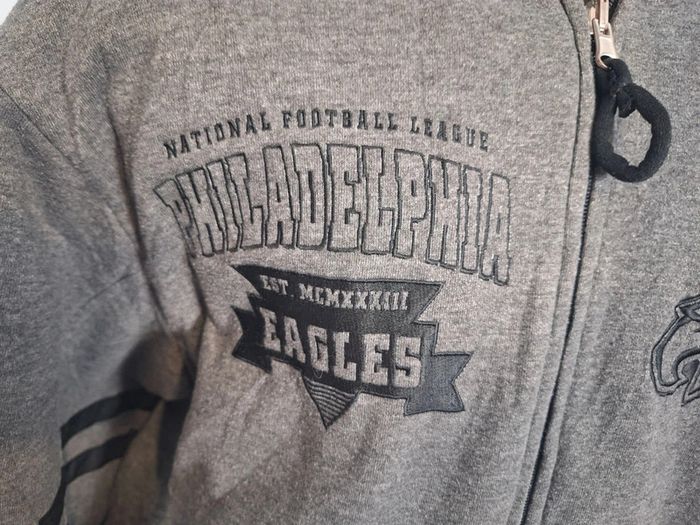 NATIONAL FOOTBALL LEAGUE
PHILADELPHIA
EST. MCMXXXIII
EAGLES